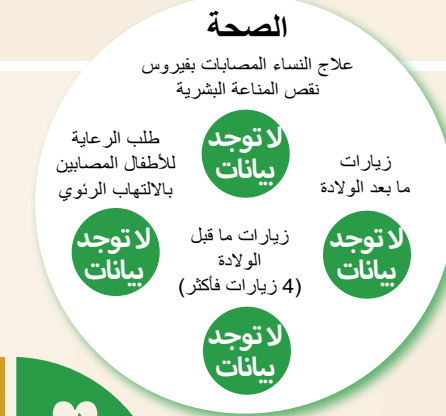 الصحة
علاج النساء المصابات بفيروس
نقص المناعة البشرية
لا توجد
بيانات
زيارات
ما بعد الولادة
لا توجد
بيانات
طلب الرعاية
للأطفال المصابين
بالالتهاب الرئوي
لا توجد
بيانات
زيارات ما قبل
الولادة
(4 زيارات فأكثر)
لا توجد
بيانات